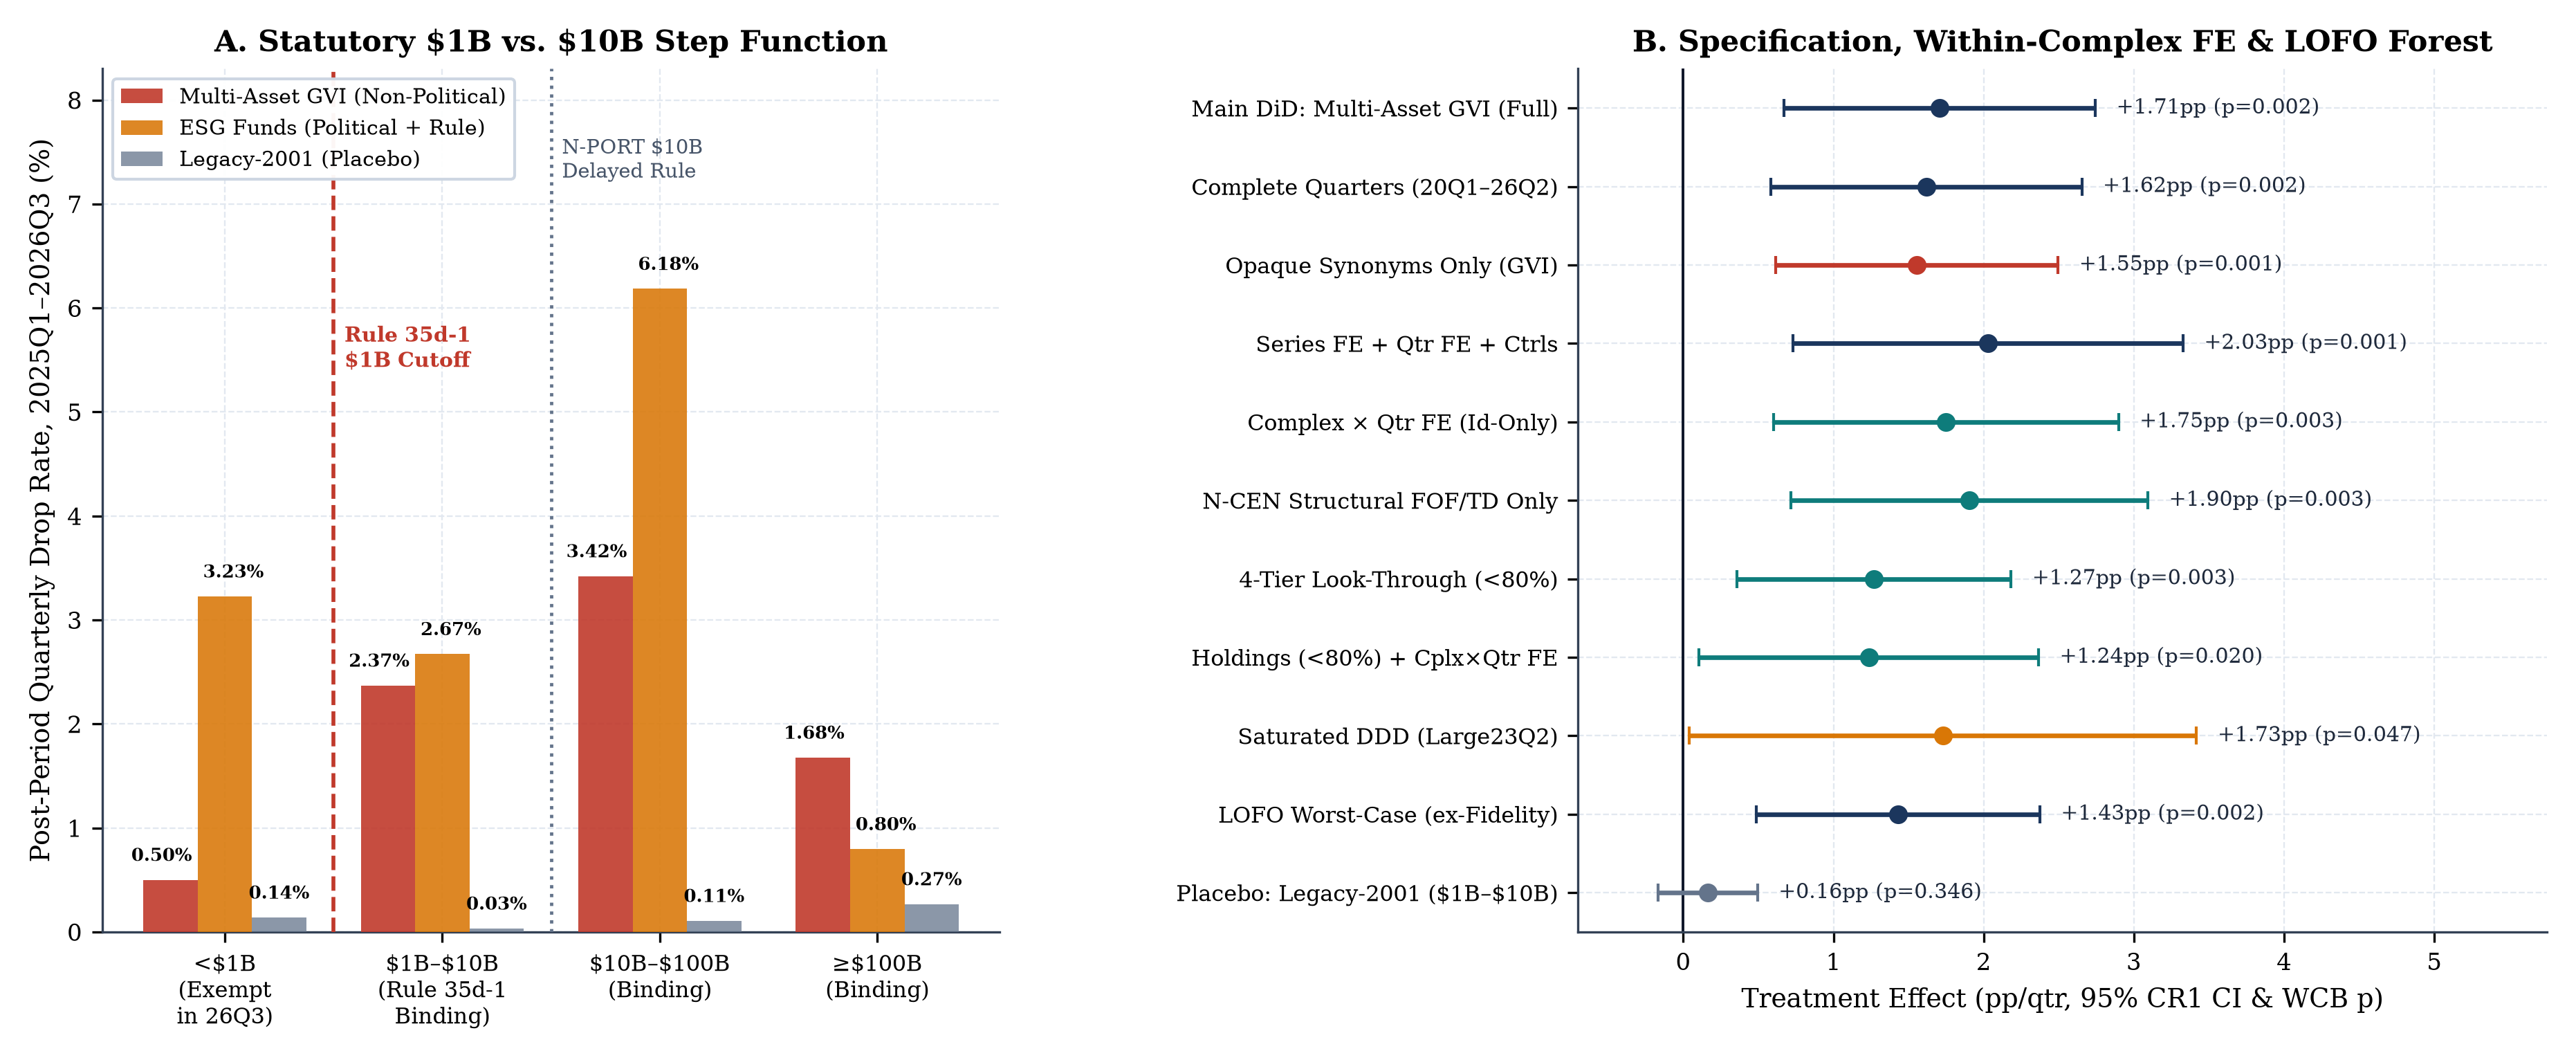 A. Statutory $1B vs. $10B Step Function
Multi-Asset GVI (Non-Political)
ESG Funds (Political + Rule)
Legacy-2001 (Placebo)
N-PORT $10B
Delayed Rule
Rule 35d-1
$1B Cutoff
Post-Period Quarterly Drop Rate, 2025Q1–2026Q3 (%)
8
7
6
5
4
3
2
1
0
0.50%
3.23%
0.14%
2.37%
2.67%
0.03%
3.42%
6.18%
0.11%
1.68%
0.80%
0.27%
<$1B
(Exempt
in 26Q3)
$1B–$10B
(Rule 35d-1
Binding)
$10B–$100B
(Binding)
≥$100B
(Binding)
B. Specification, Within-Complex FE & LOFO Forest
Main DiD: Multi-Asset GVI (Full)
+1.71pp (p=0.002)
Complete Quarters (20Q1–26Q2)
+1.62pp (p=0.002)
Opaque Synonyms Only (GVI)
+1.55pp (p=0.001)
Series FE + Qtr FE + Ctrls
+2.03pp (p=0.001)
Complex × Qtr FE (Id-Only)
+1.75pp (p=0.003)
N-CEN Structural FOF/TD Only
+1.90pp (p=0.003)
4-Tier Look-Through (<80%)
+1.27pp (p=0.003)
Holdings (<80%) + Cplx×Qtr FE
+1.24pp (p=0.020)
Saturated DDD (Large23Q2)
+1.73pp (p=0.047)
LOFO Worst-Case (ex-Fidelity)
+1.43pp (p=0.002)
Placebo: Legacy-2001 ($1B–$10B)
+0.16pp (p=0.346)
0
1
2
3
4
5
Treatment Effect (pp/qtr, 95% CR1 CI & WCB p)